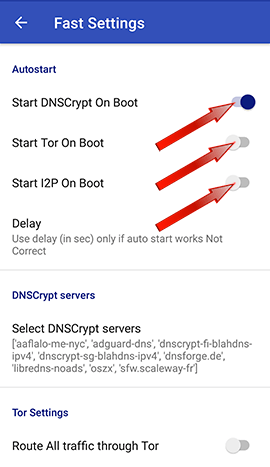 Fast Settings
Autostart
Start DNSCrypt On Boot
Start Tor On Boot
Start I2P On Boot
Delay
Use delay (in sec) only if auto start works Not
Correct
DNSCrypt servers
Select DNSCrypt servers
['aaflalo-me-nyc', 'adguard-dns', 'dnscrypt-fi-blahdns-
ipv4', 'dnscrypt-sg-blahdns-ipv4', 'dnsforge.de',
'libredns-noads', 'oszx', 'sfw.scaleway-fr']
Tor Settings
Route All traffic through Tor